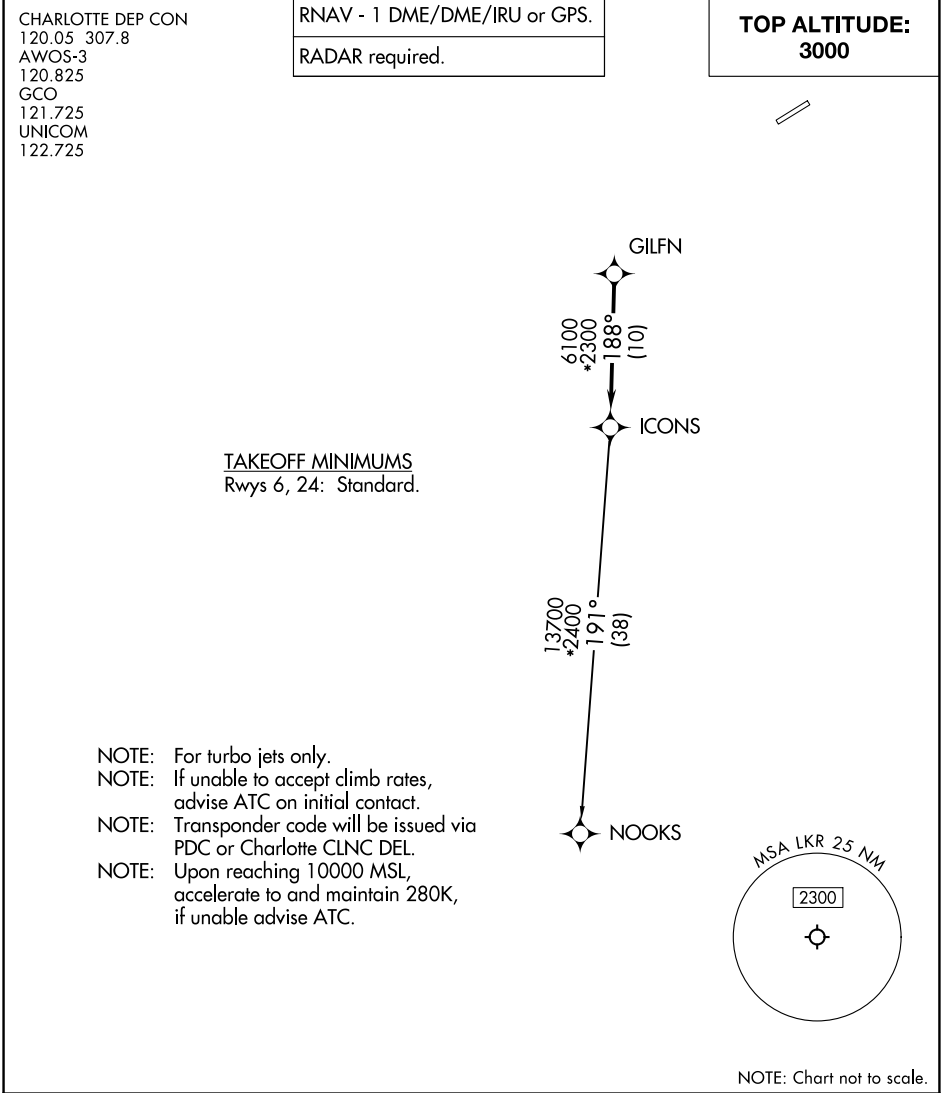 CHARLOTTE DEP CON
120.05 307.8
AWOS-3
120.825
GCO
121.725
UNICOM
122.725
RNAV - 1 DME/DME/IRU or GPS.
RADAR required.
TOP ALTITUDE:
3000
GILFN
6100
*2300
188°
(10)
ICONS
TAKEOFF MINIMUMS
Rwys 6, 24: Standard.
13700
*2400
191°
(38)
NOTE: For turbo jets only.
NOTE: If unable to accept climb rates,
advise ATC on initial contact.
NOTE: Transponder code will be issued via
PDC or Charlotte CLNC DEL.
NOTE: Upon reaching 10000 MSL,
accelerate to and maintain 280K,
if unable advise ATC.
NOOKS
MSA LKR 25 NM
2300
NOTE: Chart not to scale.